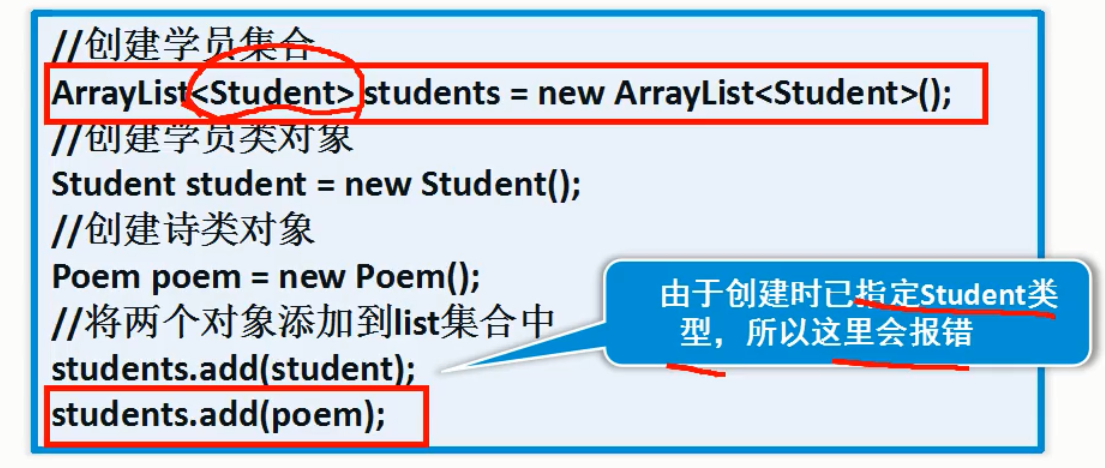 //创建学员集合
ArrayList<Student> students = new ArrayList<Student>();
//创建学员类对象
Student student = new Student();
//创建诗类对象
Poem poem = new Poem();
//将两个对象添加到list集合中
students.add(student);
students.add(poem);
由于创建时已指定Student类
型，所以这里会报错